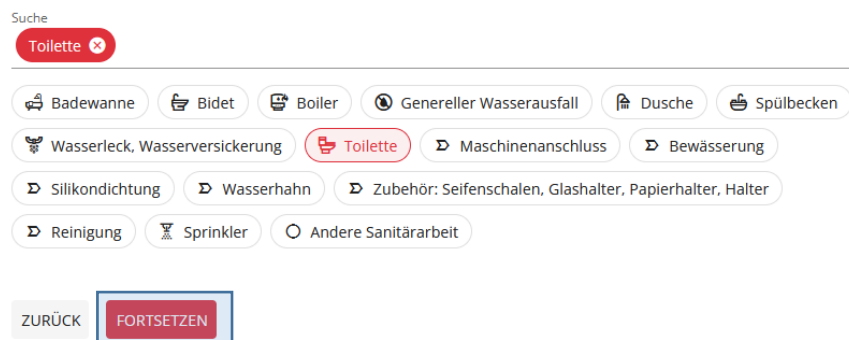 Suche
Toilette
Badewanne Bidet Boiler Genereller Wasserausfall Dusche Spülbecken
Wasserleck, Wasserversickerung Toilette Maschinenanschluss Bewässerung
Silikondichtung Wasserhahn Zubehör: Seifenschalen, Glashalter, Papierhalter, Halter
Reinigung Sprinkler Andere Sanitärarbeit
ZURÜCK FORTSETZEN